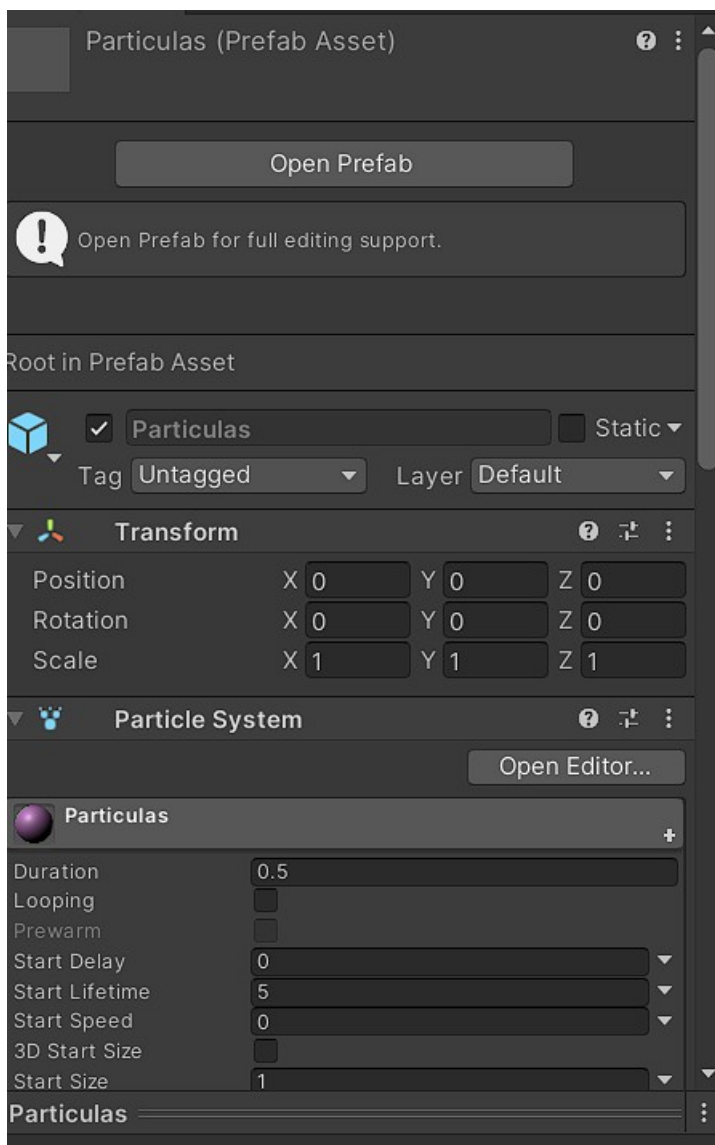 Particulas (Prefab Asset)
Open Prefab
Open Prefab for full editing support.
Root in Prefab Asset
Particulas Static
Tag Untagged Layer Default
Transform
Position X 0 Y 0 Z 0
Rotation X 0 Y 0 Z 0
Scale X 1 Y 1 Z 1
Particle System
Open Editor...
Particulas
Duration 0.5
Looping
Prewarm
Start Delay 0
Start Lifetime 5
Start Speed 0
3D Start Size
Start Size 1
Particulas